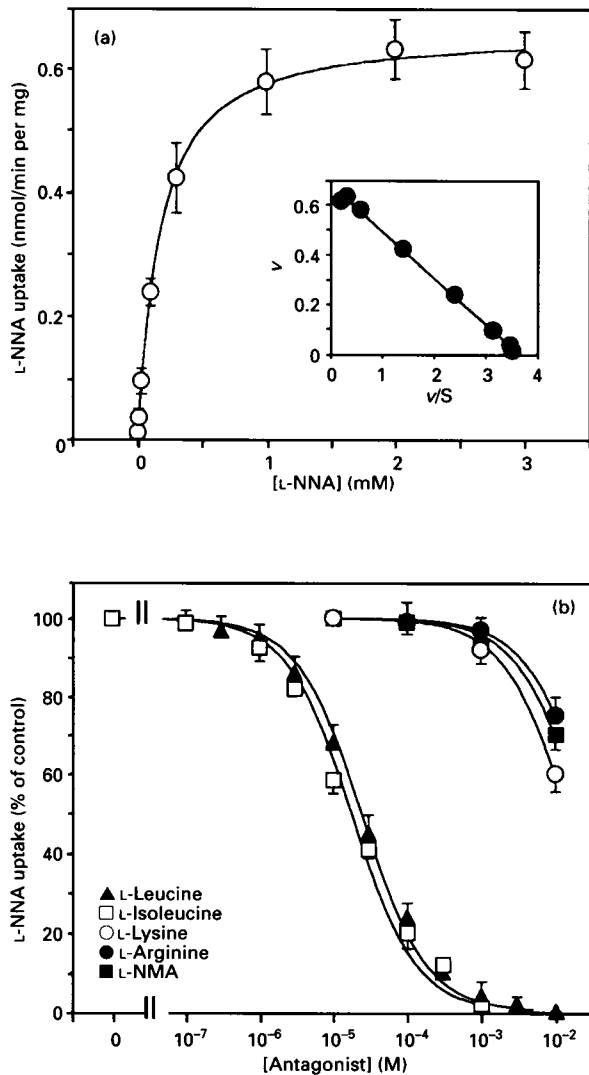 (a)
L-NNA uptake (nmol/min per mg)
0.6
0.4
0.2
0
0 1 2 3
[L-NNA] (mM)
v
0.6
0.4
0.2
0
0 1 2 3 4
v/S
(b)
L-NNA uptake (% of control)
100
80
60
40
20
0
▲ L-Leucine
□ L-Isoleucine
○ L-Lysine
● L-Arginine
■ L-NMA
0 10⁻⁷ 10⁻⁶ 10⁻⁵ 10⁻⁴ 10⁻³ 10⁻²
[Antagonist] (M)